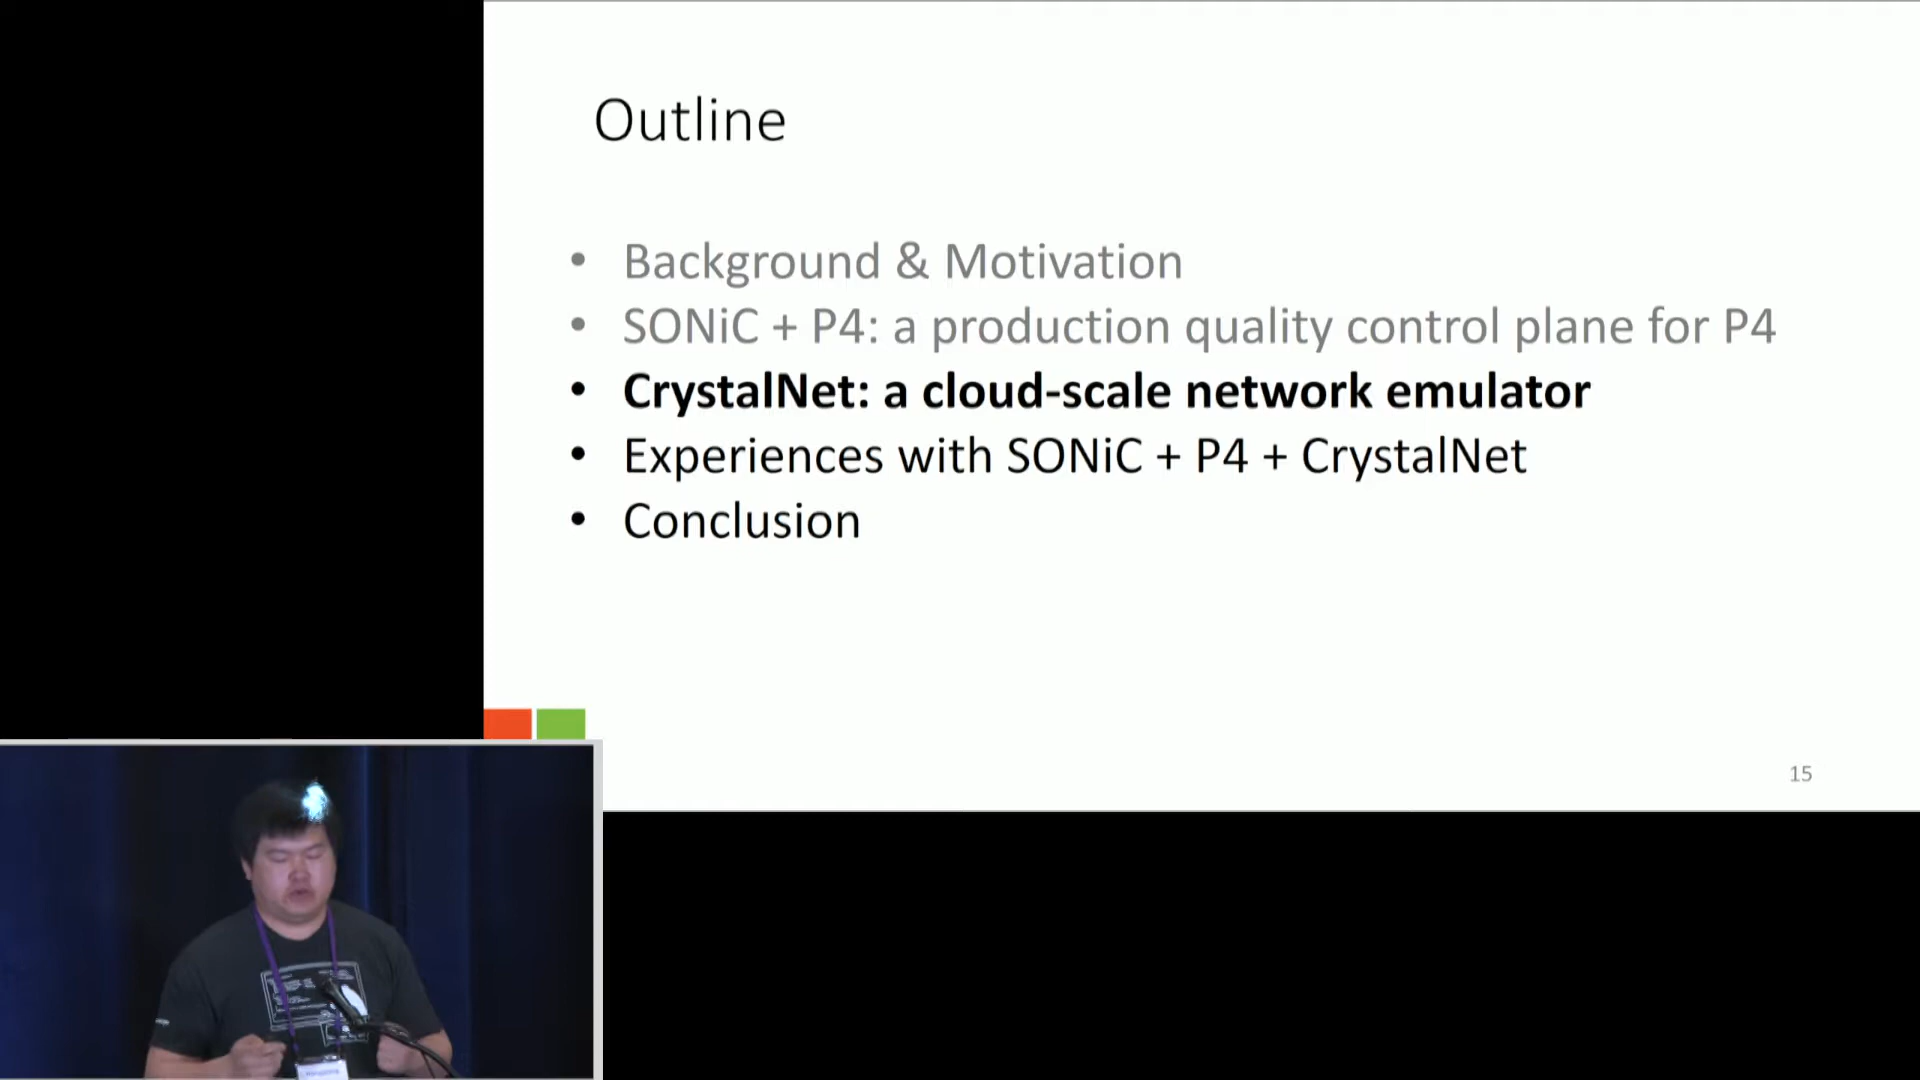 Outline
• Background & Motivation
• SONiC + P4: a production quality control plane for P4
• CrystalNet: a cloud-scale network emulator
• Experiences with SONiC + P4 + CrystalNet
• Conclusion
15